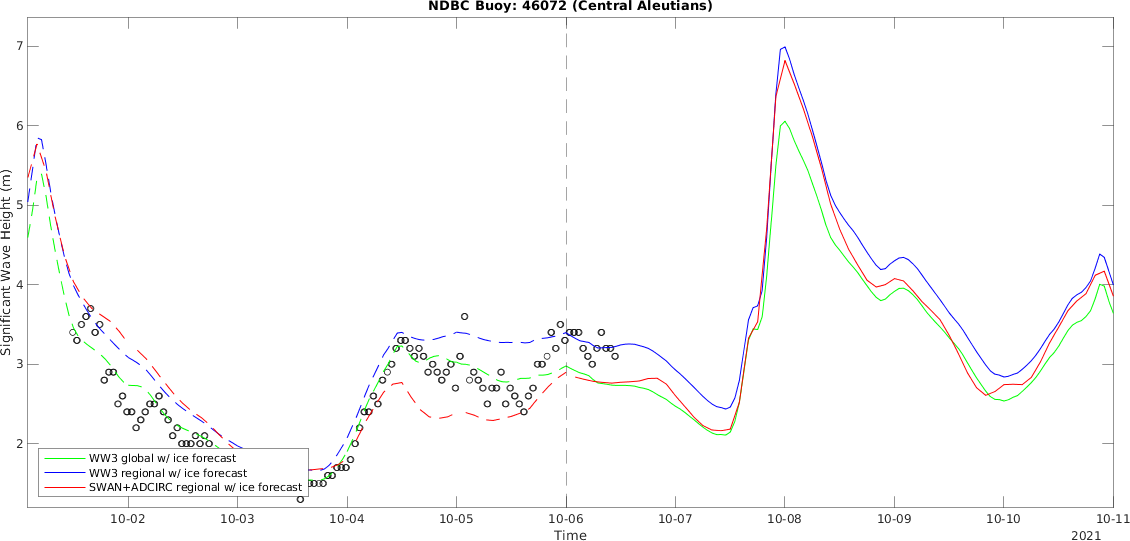 NDBC Buoy: 46072 (Central Aleutians)
7
6
5
4
3
2
Significant Wave Height (m)
WW3 global w/ ice forecast
WW3 regional w/ ice forecast
SWAN+ADCIRC regional w/ ice forecast
10-02 10-03 10-04 10-05 10-06 10-07 10-08 10-09 10-10 10-11
Time
2021